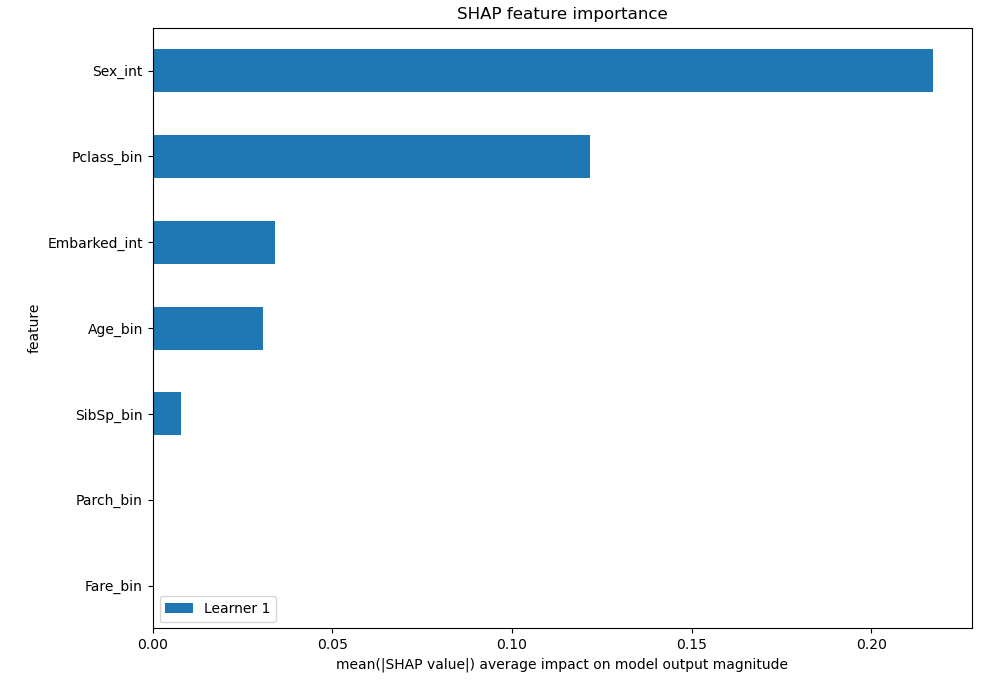 SHAP feature importance
Sex_int
Pclass_bin
Embarked_int
Age_bin
SibSp_bin
Parch_bin
Fare_bin
feature
Learner 1
0.00 0.05 0.10 0.15 0.20
mean(|SHAP value|) average impact on model output magnitude